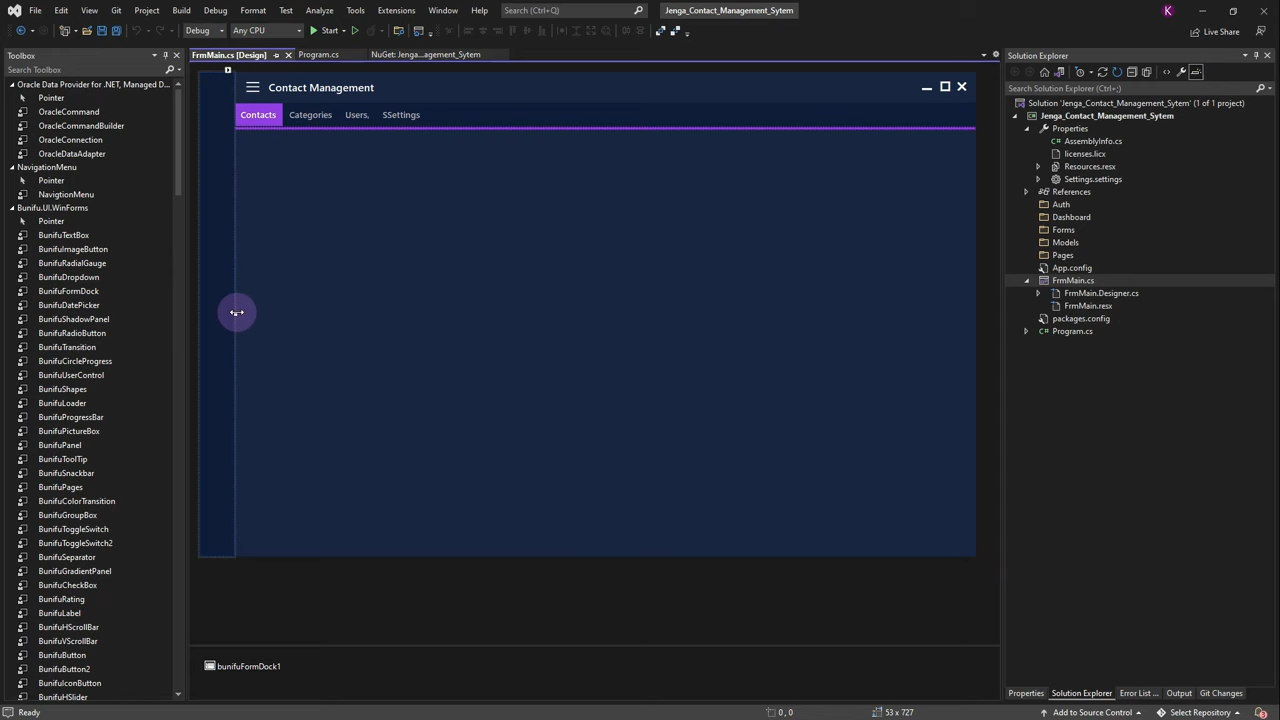 File Edit View Git Project Build Debug Format Test Analyze Tools Extensions Window Help Search (Ctrl+Q) Jenga_Contact_Management_Sytem K
Debug Any CPU Start Live Share
Toolbox
Search Toolbox
Oracle Data Provider for .NET, Managed D...
Pointer
OracleCommand
OracleCommandBuilder
OracleConnection
OracleDataAdapter
NavigationMenu
Pointer
NavigtionMenu
Bunifu.UI.WinForms
Pointer
BunifuTextBox
BunifuImageButton
BunifuRadialGauge
BunifuDropdown
BunifuFormDock
BunifuDatePicker
BunifuShadowPanel
BunifuRadioButton
BunifuTransition
BunifuCircleProgress
BunifuUserControl
BunifuShapes
BunifuLoader
BunifuProgressBar
BunifuPictureBox
BunifuPanel
BunifuToolTip
BunifuSnackbar
BunifuPages
BunifuColorTransition
BunifuGroupBox
BunifuToggleSwitch
BunifuToggleSwitch2
BunifuSeparator
BunifuGradientPanel
BunifuCheckBox
BunifuRating
BunifuLabel
BunifuHScrollBar
BunifuVScrollBar
BunifuButton
BunifuButton2
BunifuIconButton
BunifuHSlider
FrmMain.cs [Design] Program.cs NuGet: Jenga...agement_Sytem
Contact Management
Contacts Categories Users, SSettings
bunifuFormDock1
Solution Explorer
Search Solution Explorer (Ctrl+;)
Solution 'Jenga_Contact_Management_Sytem' (1 of 1 project)
Jenga_Contact_Management_Sytem
Properties
AssemblyInfo.cs
licenses.licx
Resources.resx
Settings.settings
References
Auth
Dashboard
Forms
Models
Pages
App.config
FrmMain.cs
FrmMain.Designer.cs
FrmMain.resx
packages.config
Program.cs
Properties Solution Explorer Error List ... Output Git Changes
Ready 0 , 0 53 x 727 Add to Source Control Select Repository